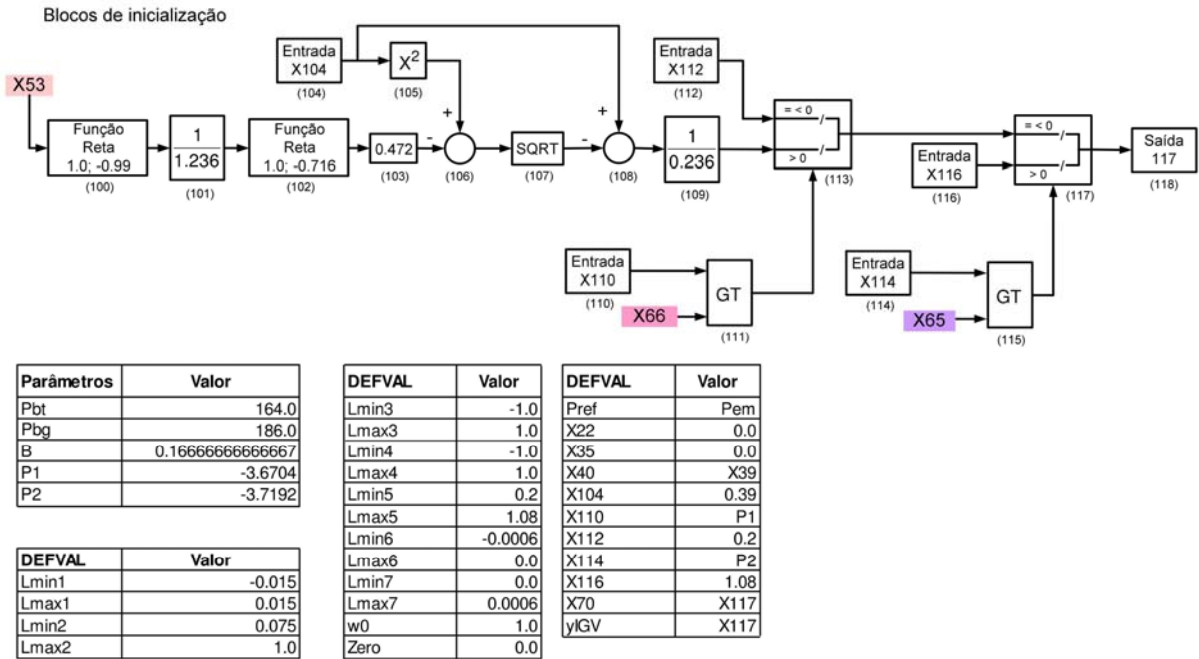 Blocos de inicialização
X53
Função
Reta
1.0; -0.99
(100)
1
1.236
(101)
Função
Reta
1.0; -0.716
(102)
0.472
(103)
Entrada
X104
(104)
X2
(105)
+
-
(106)
SQRT
(107)
+
-
(108)
1
0.236
(109)
Entrada
X112
(112)
= < 0
> 0
(113)
Entrada
X110
(110)
X66
GT
(111)
Entrada
X116
(116)
= < 0
> 0
(117)
Saída
117
(118)
Entrada
X114
(114)
X65
GT
(115)
Parâmetros Valor
Pbt 164.0
Pbg 186.0
B 0.16666666666667
P1 -3.6704
P2 -3.7192
DEFVAL Valor
Lmin1 -0.015
Lmax1 0.015
Lmin2 0.075
Lmax2 1.0
DEFVAL Valor
Lmin3 -1.0
Lmax3 1.0
Lmin4 -1.0
Lmax4 1.0
Lmin5 0.2
Lmax5 1.08
Lmin6 -0.0006
Lmax6 0.0
Lmin7 0.0
Lmax7 0.0006
w0 1.0
Zero 0.0
DEFVAL Valor
Pref Pem
X22 0.0
X35 0.0
X40 X39
X104 0.39
X110 P1
X112 0.2
X114 P2
X116 1.08
X70 X117
yIGV X117